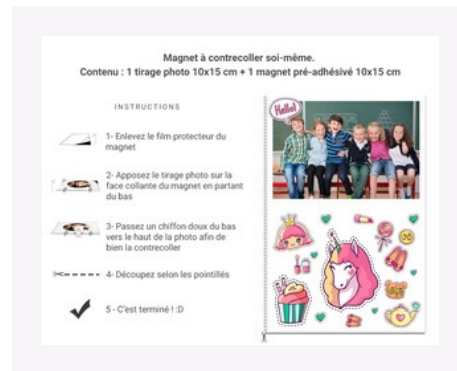 Magnet à contrecoller soi-même.
Contenu : 1 tirage photo 10x15 cm + 1 magnet pré-adhésivé 10x15 cm
INSTRUCTIONS
1- Enlevez le film protecteur du
magnet
2- Apposez le tirage photo sur la
face collante du magnet en partant
du bas
3- Passez un chiffon doux du bas
vers le haut de la photo afin de
bien la contrecoller
4- Découpez selon les pointillés
5 - C'est terminé ! :D
Hello!